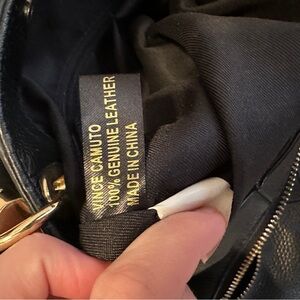 VINCE CAMUTO
100% GENUINE LEATHER
MADE IN CHINA